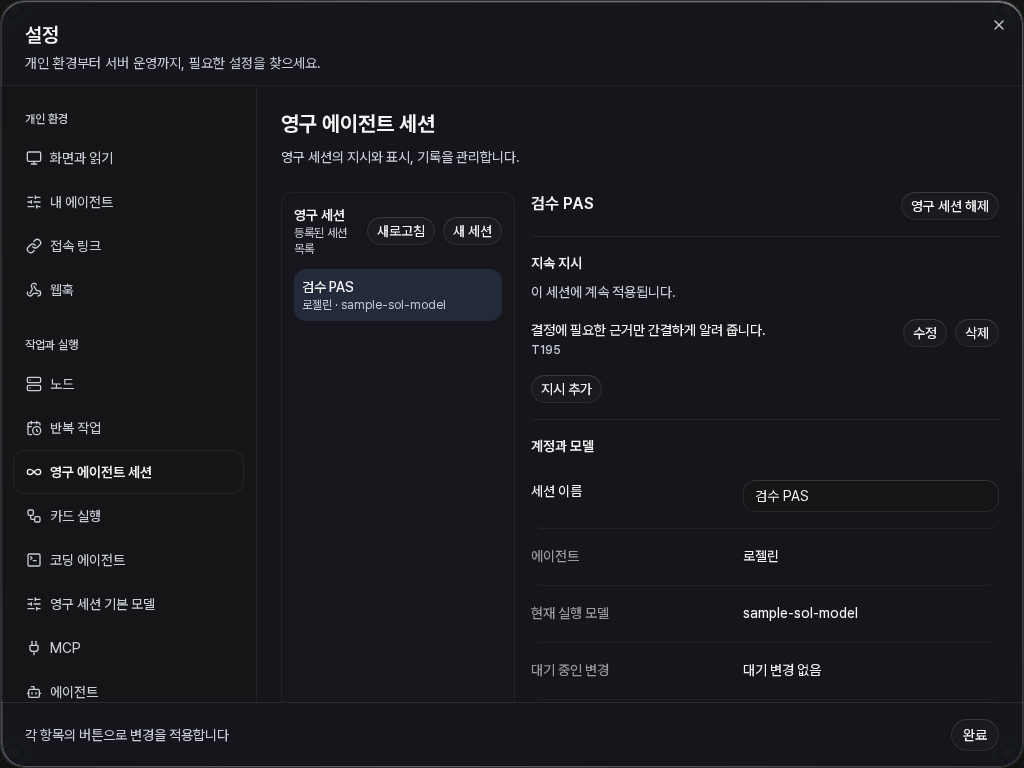 설정
개인 환경부터 서버 운영까지, 필요한 설정을 찾으세요.
개인 환경
화면과 읽기
내 에이전트
접속 링크
웹훅
작업과 실행
노드
반복 작업
영구 에이전트 세션
카드 실행
코딩 에이전트
영구 세션 기본 모델
MCP
에이전트
영구 에이전트 세션
영구 세션의 지시와 표시, 기록을 관리합니다.
영구 세션
등록된 세션
목록
새로고침
새 세션
검수 PAS
로젤린 · sample-sol-model
검수 PAS
영구 세션 해제
지속 지시
이 세션에 계속 적용됩니다.
결정에 필요한 근거만 간결하게 알려 줍니다.
T195
수정
삭제
지시 추가
계정과 모델
세션 이름
검수 PAS
에이전트
로젤린
현재 실행 모델
sample-sol-model
대기 중인 변경
대기 변경 없음
각 항목의 버튼으로 변경을 적용합니다
완료